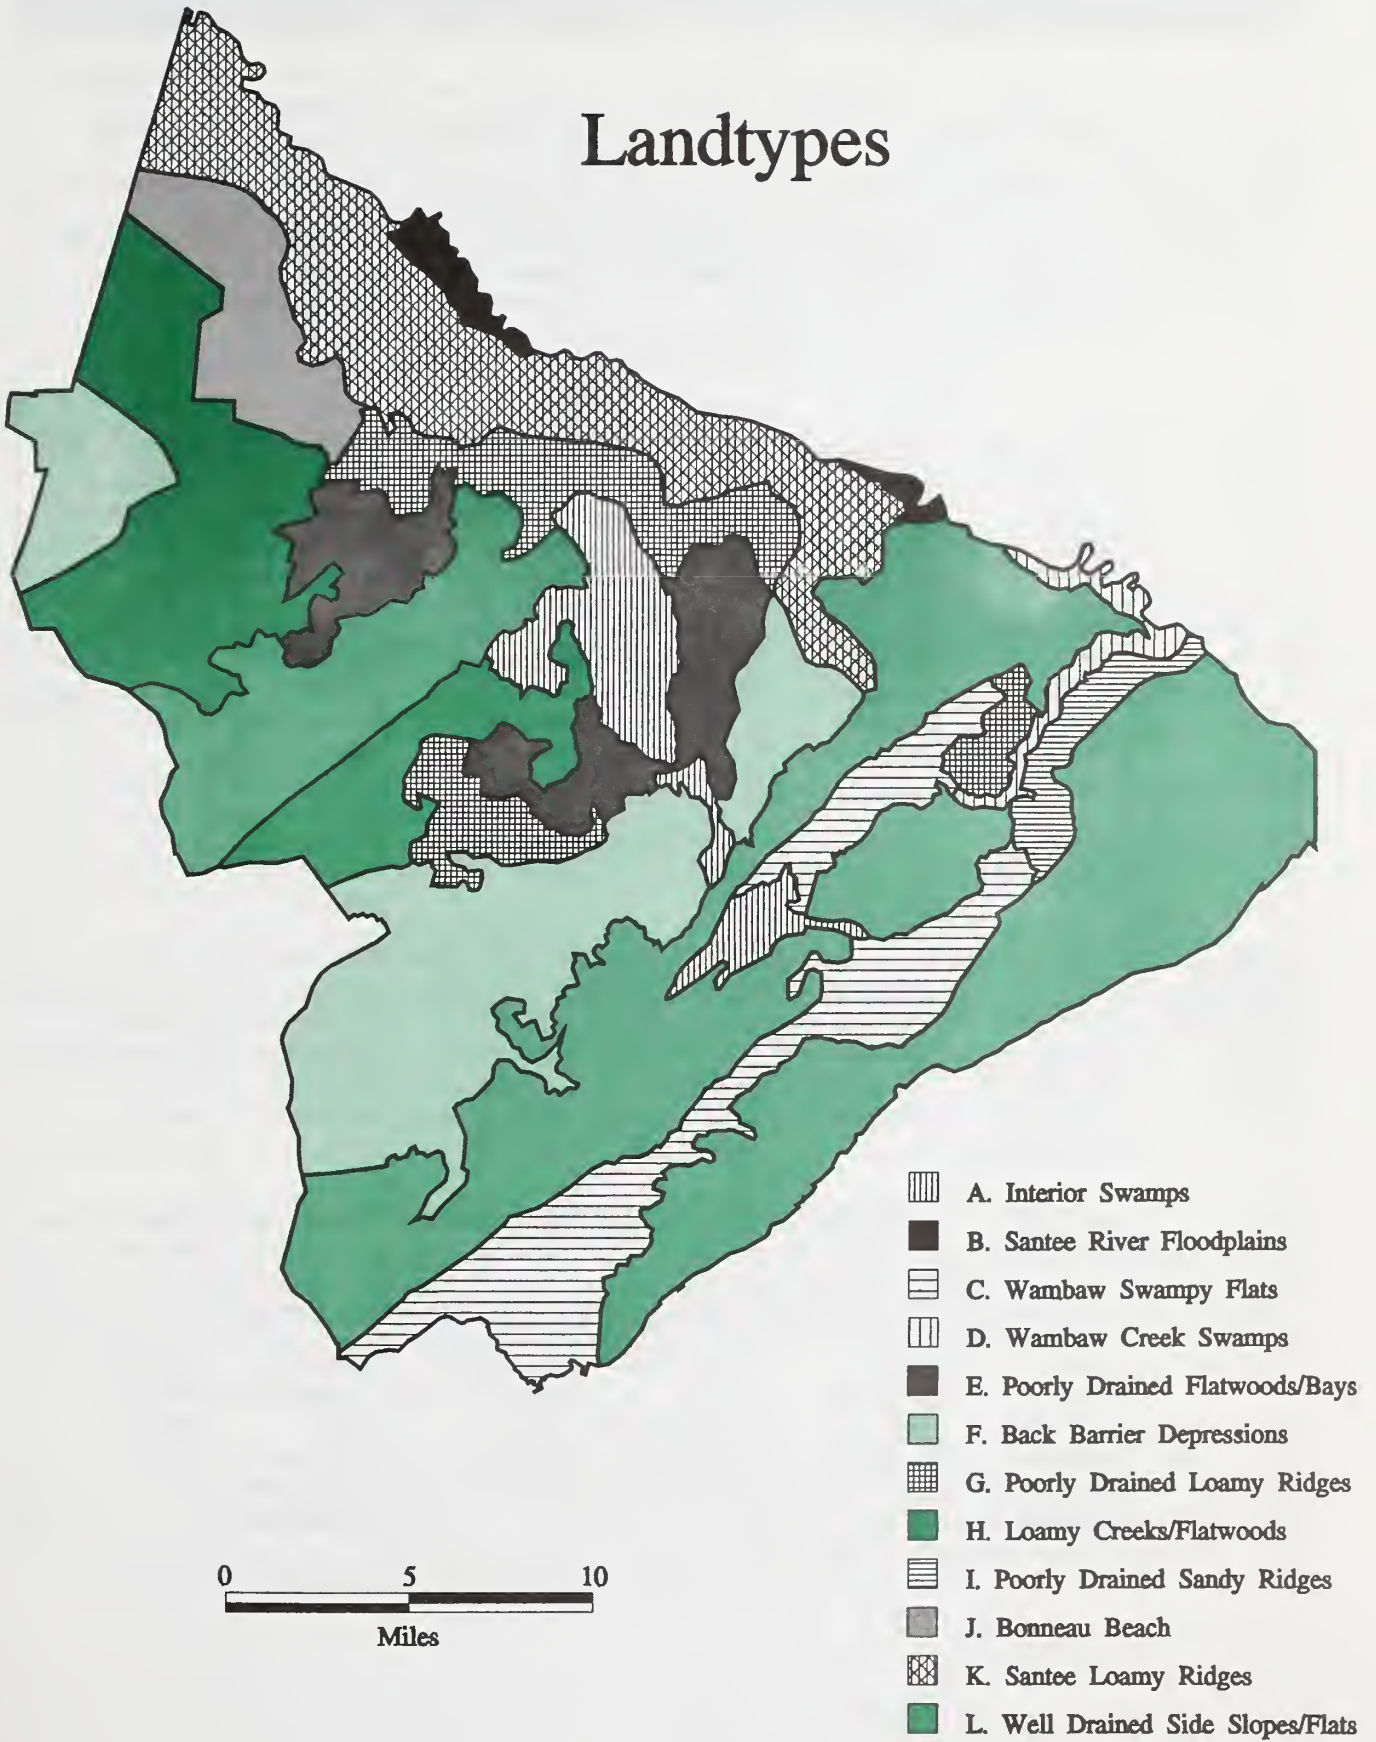 Landtypes
A. Interior Swamps
B. Santee River Floodplains
C. Wambaw Swampy Flats
D. Wambaw Creek Swamps
E. Poorly Drained Flatwoods/Bays
F. Back Barrier Depressions
G. Poorly Drained Loamy Ridges
H. Loamy Creeks/Flatwoods
I. Poorly Drained Sandy Ridges
J. Bonneau Beach
K. Santee Loamy Ridges
L. Well Drained Side Slopes/Flats
0 5 10
Miles